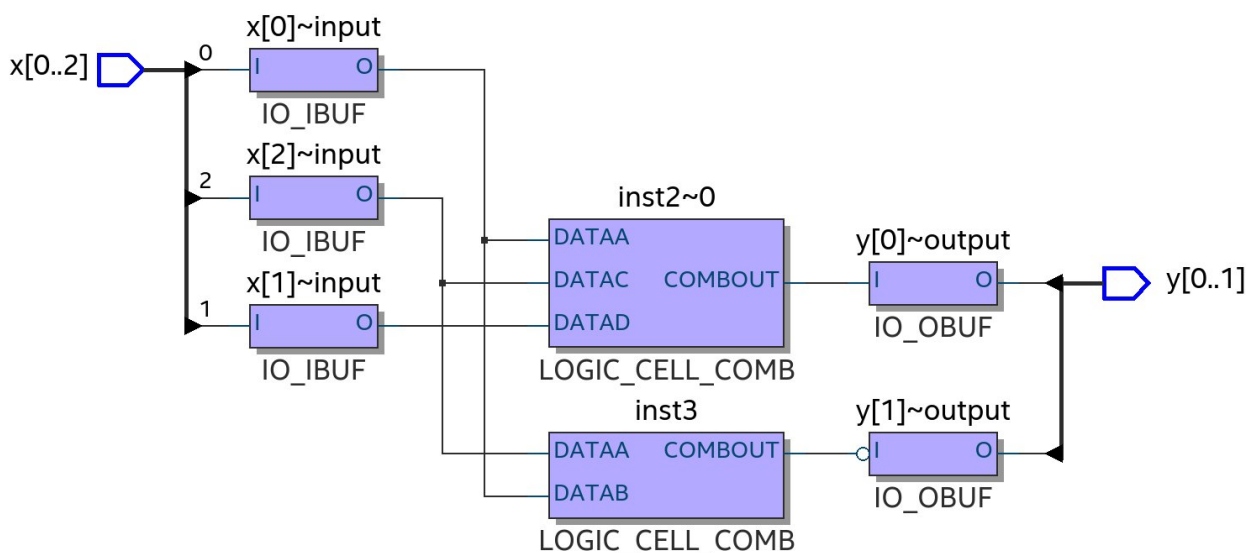 x[0]~input
x[0..2]
0
I
O
IO_IBUF
x[2]~input
2
I
O
IO_IBUF
x[1]~input
1
I
O
IO_IBUF
inst2~0
DATAA
DATAC
COMBOUT
DATAD
LOGIC_CELL_COMB
y[0]~output
I
O
IO_OBUF
y[0..1]
inst3
DATAA
COMBOUT
DATAB
LOGIC_CELL_COMB
y[1]~output
I
O
IO_OBUF